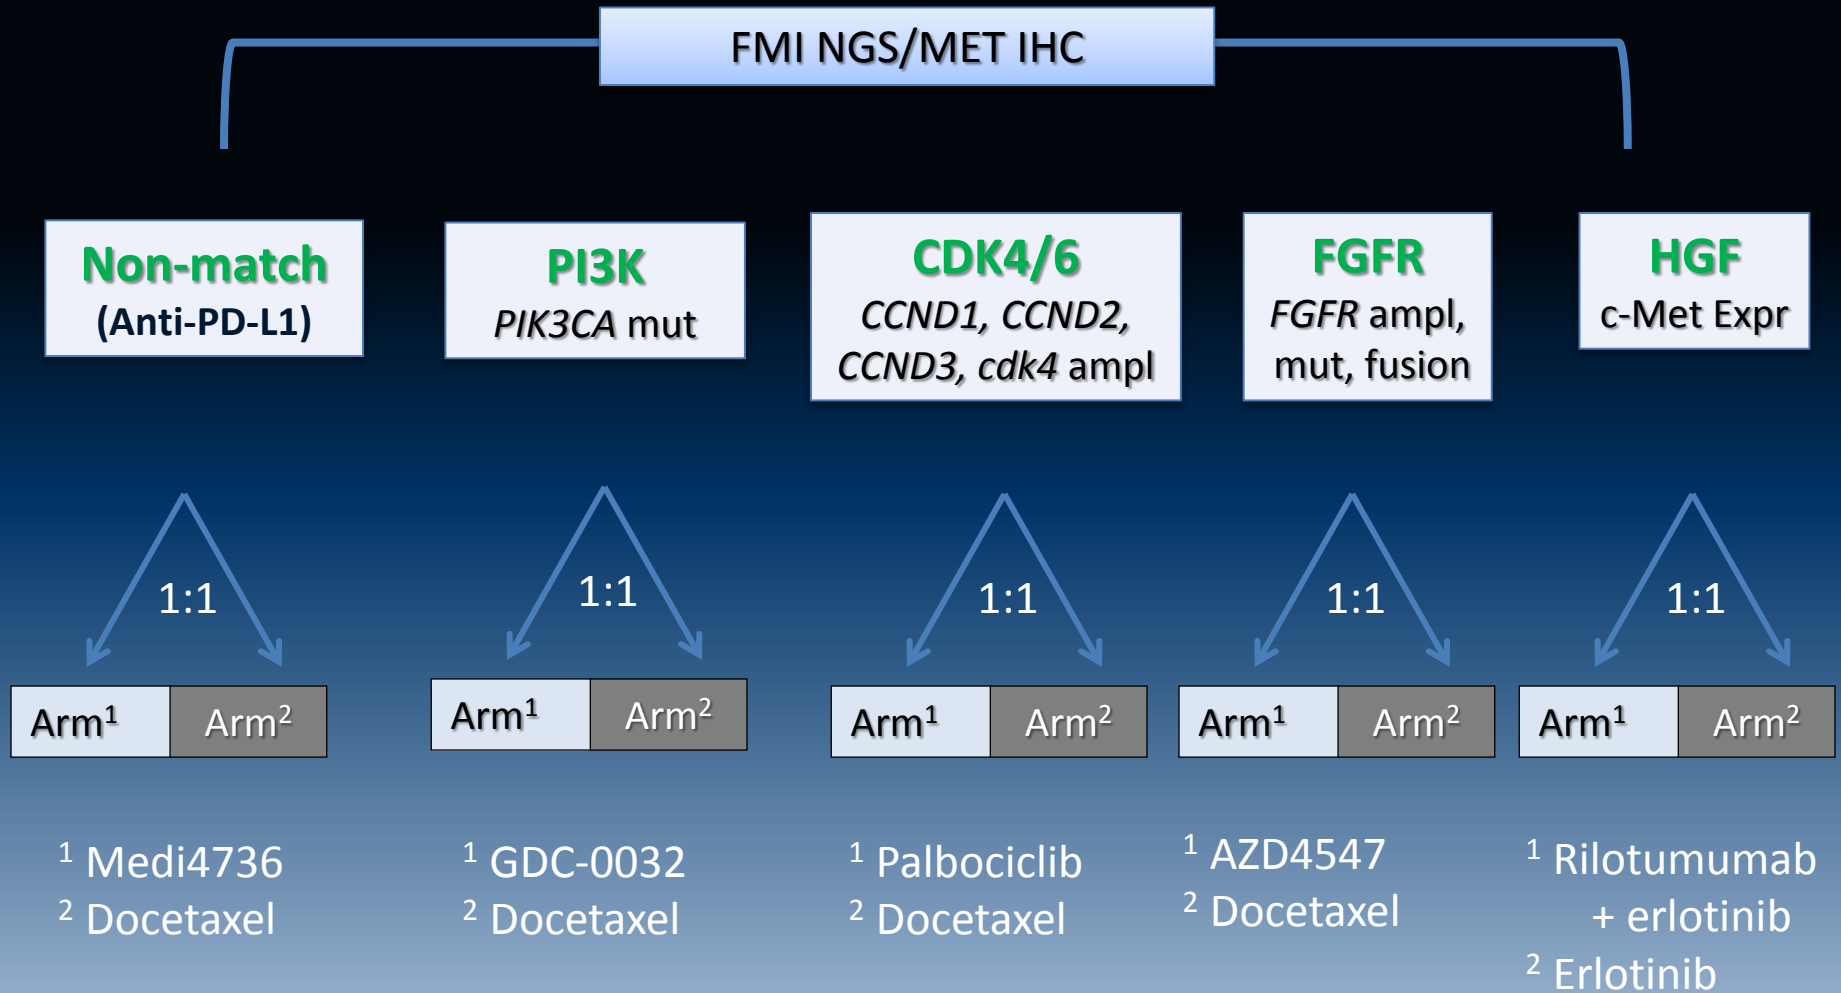 FMI NGS/MET IHC
Non-match
(Anti-PD-L1)
PI3K
PIK3CA mut
CDK4/6
CCND1, CCND2,
CCND3, cdk4 ampl
FGFR
FGFR ampl,
mut, fusion
HGF
c-Met Expr
1:1
1:1
1:1
1:1
1:1
Arm¹ Arm²
Arm¹ Arm²
Arm¹ Arm²
Arm¹ Arm²
Arm¹ Arm²
¹ Medi4736
² Docetaxel
¹ GDC-0032
² Docetaxel
¹ Palbociclib
² Docetaxel
¹ AZD4547
² Docetaxel
¹ Rilotumumab
+ erlotinib
² Erlotinib